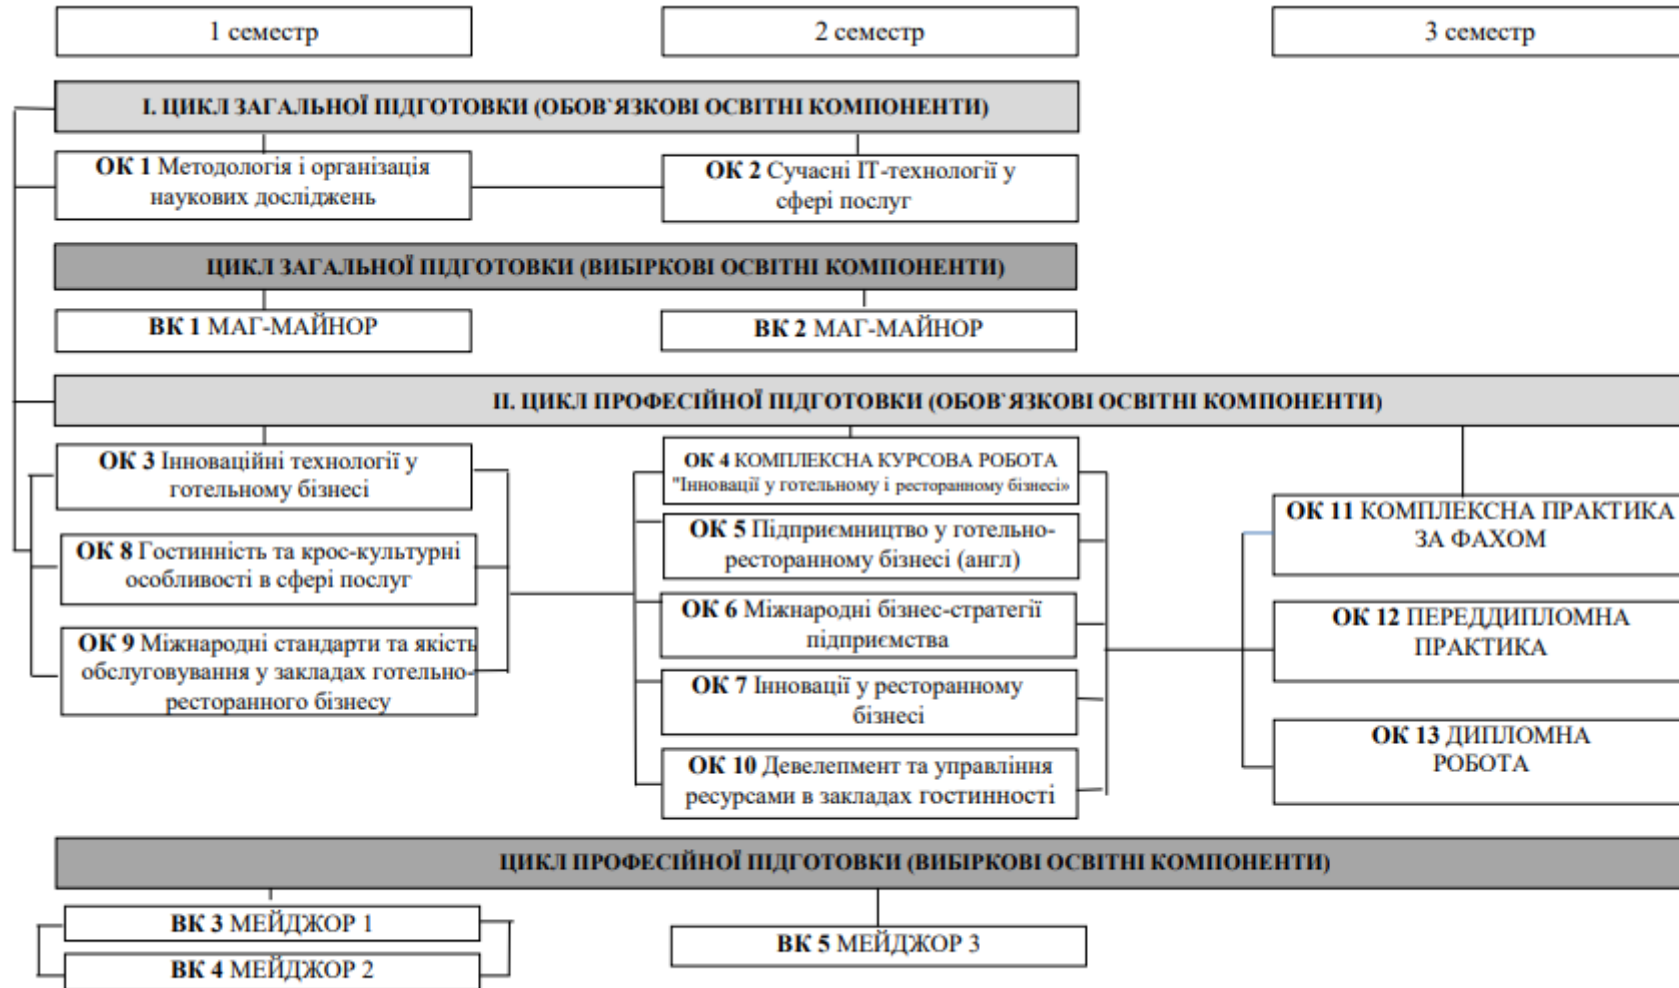 1 семестр
2 семестр
3 семестр
І. ЦИКЛ ЗАГАЛЬНОЇ ПІДГОТОВКИ (ОБОВ`ЯЗКОВІ ОСВІТНІ КОМПОНЕНТИ)
ОК 1 Методологія і організація
наукових досліджень
ОК 2 Сучасні ІТ-технології у
сфері послуг
ЦИКЛ ЗАГАЛЬНОЇ ПІДГОТОВКИ (ВИБІРКОВІ ОСВІТНІ КОМПОНЕНТИ)
ВК 1 МАГ-МАЙНОР
ВК 2 МАГ-МАЙНОР
ІІ. ЦИКЛ ПРОФЕСІЙНОЇ ПІДГОТОВКИ (ОБОВ`ЯЗКОВІ ОСВІТНІ КОМПОНЕНТИ)
ОК 3 Інноваційні технології у
готельному бізнесі
ОК 8 Гостинність та крос-культурні
особливості в сфері послуг
ОК 9 Міжнародні стандарти та якість
обслуговування у закладах готельно-
ресторанного бізнесу
ОК 4 КОМПЛЕКСНА КУРСОВА РОБОТА
"Інновації у готельному і ресторанному бізнесі»
ОК 5 Підприємництво у готельно-
ресторанному бізнесі (англ)
ОК 6 Міжнародні бізнес-стратегії
підприємства
ОК 7 Інновації у ресторанному
бізнесі
ОК 10 Девелепмент та управління
ресурсами в закладах гостинності
ОК 11 КОМПЛЕКСНА ПРАКТИКА
ЗА ФАХОМ
ОК 12 ПЕРЕДДИПЛОМНА
ПРАКТИКА
ОК 13 ДИПЛОМНА
РОБОТА
ЦИКЛ ПРОФЕСІЙНОЇ ПІДГОТОВКИ (ВИБІРКОВІ ОСВІТНІ КОМПОНЕНТИ)
ВК 3 МЕЙДЖОР 1
ВК 4 МЕЙДЖОР 2
ВК 5 МЕЙДЖОР 3